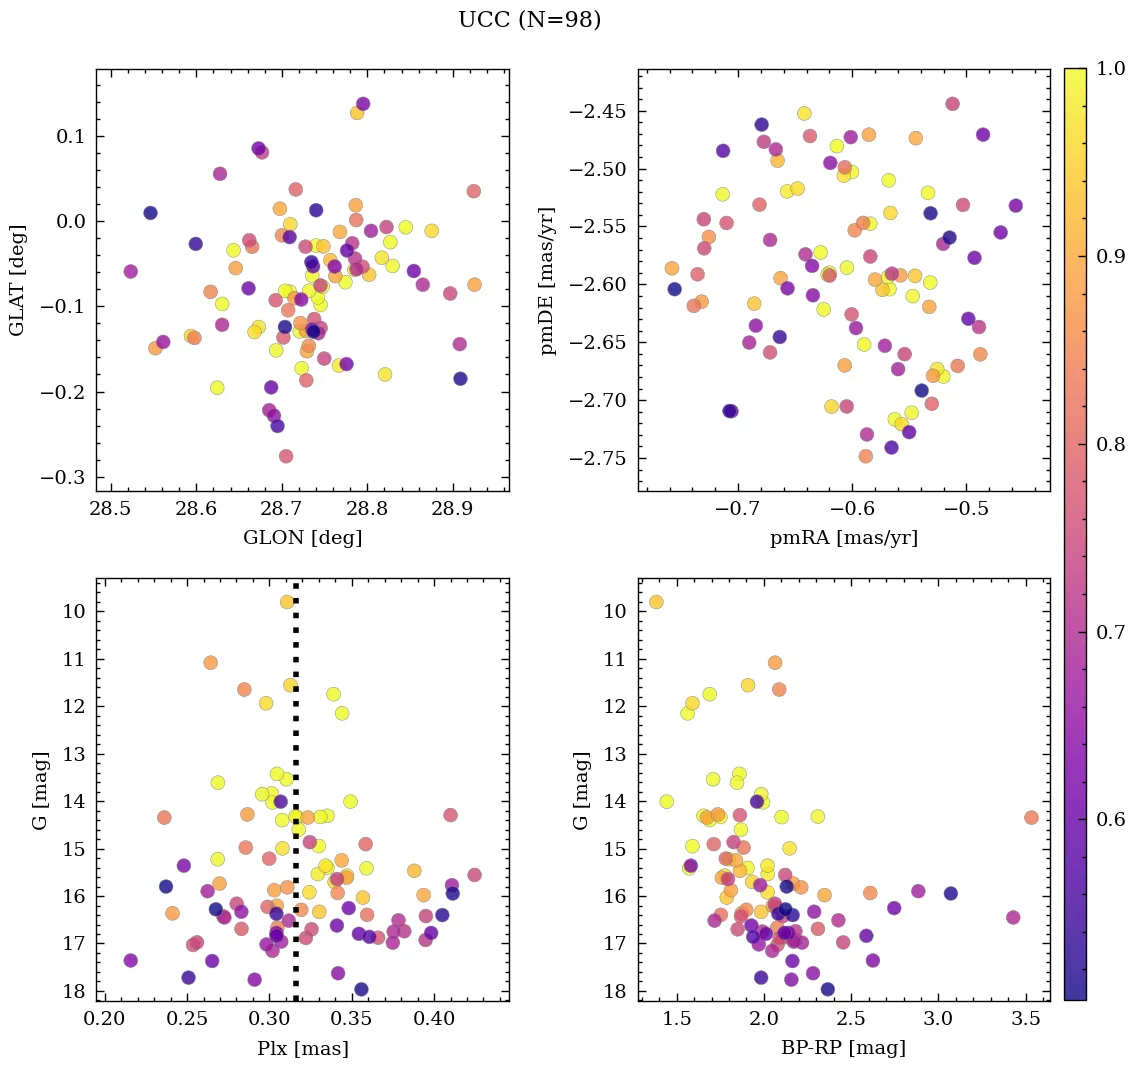 UCC (N=98)
0.1
0.0
−0.1
−0.2
−0.3
GLAT [deg]
28.5 28.6 28.7 28.8 28.9
GLON [deg]
−2.45
−2.50
−2.55
−2.60
−2.65
−2.70
−2.75
pmDE [mas/yr]
−0.7 −0.6 −0.5
pmRA [mas/yr]
10
11
12
13
14
15
16
17
18
G [mag]
0.20 0.25 0.30 0.35 0.40
Plx [mas]
10
11
12
13
14
15
16
17
18
G [mag]
1.5 2.0 2.5 3.0 3.5
BP-RP [mag]
1.0
0.9
0.8
0.7
0.6